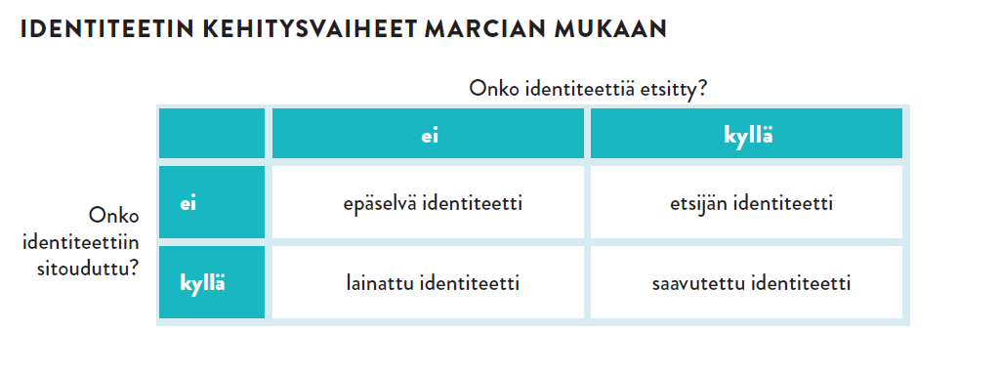 IDENTITEETIN KEHITYSVAIHEET MARCIAN MUKAAN
Onko identiteettiä etsitty?
ei kyllä
ei epäselvä identiteetti etsijän identiteetti
Onko
identiteettiin
sitouduttu?
kyllä lainattu identiteetti saavutettu identiteetti